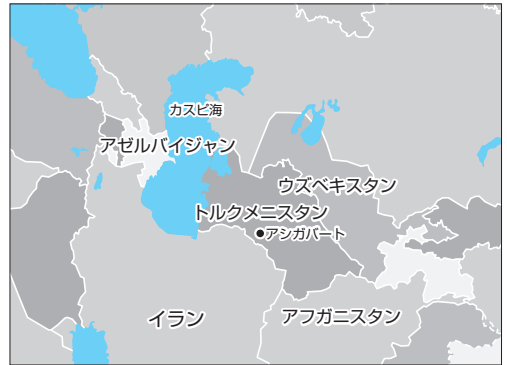 カスピ海
アゼルバイジャン
ウズベキスタン
トルクメニスタン
アシガバート
イラン
アフガニスタン